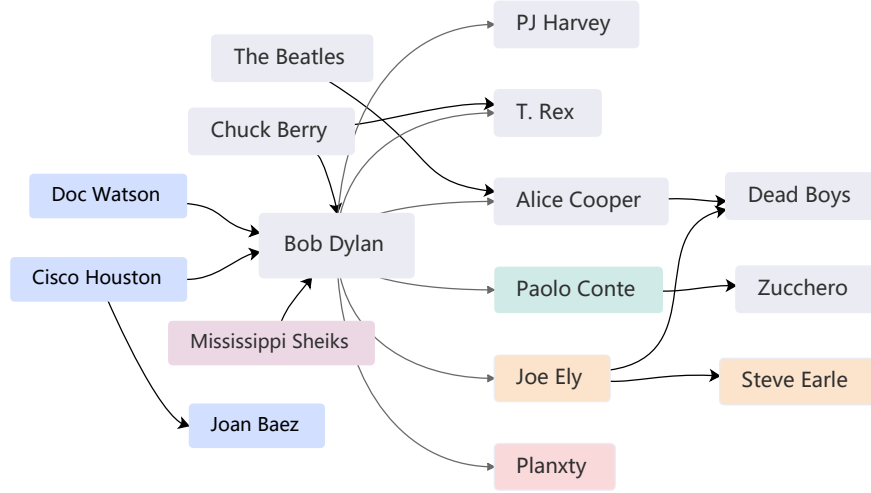 PJ Harvey
The Beatles
T. Rex
Chuck Berry
Doc Watson
Alice Cooper
Dead Boys
Bob Dylan
Cisco Houston
Paolo Conte
Zucchero
Mississippi Sheiks
Joe Ely
Steve Earle
Joan Baez
Planxty